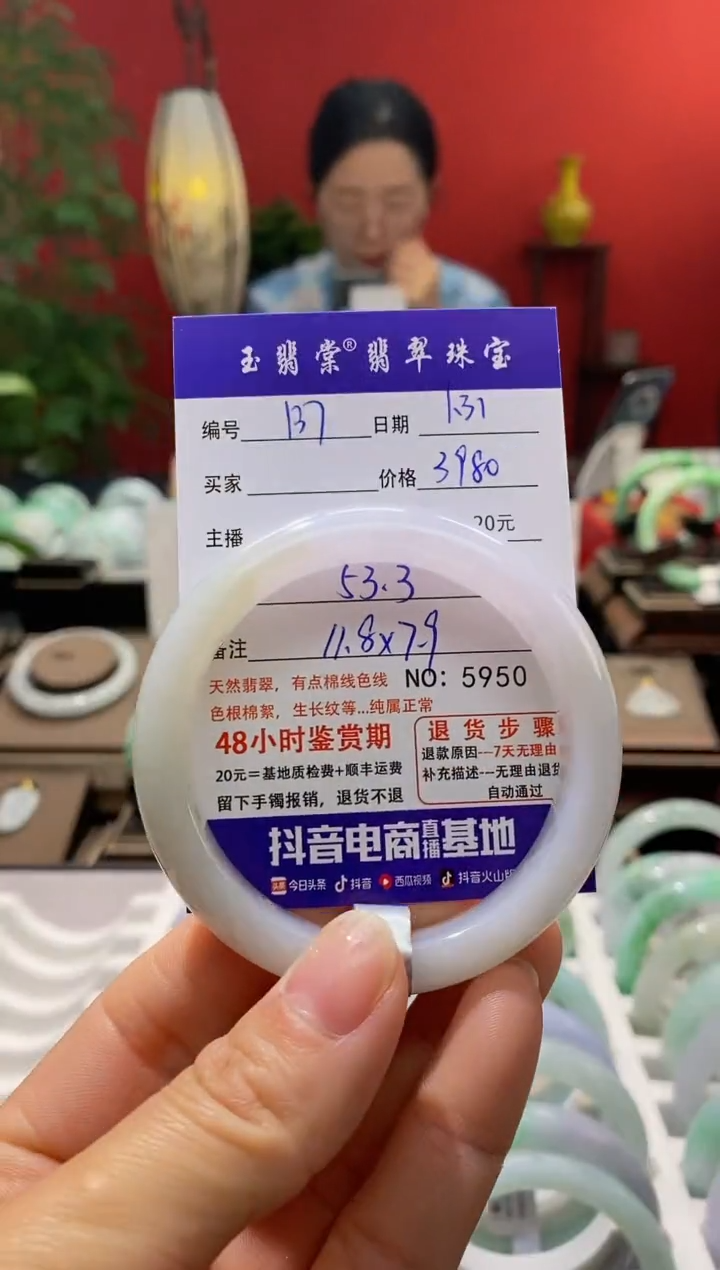 玉翡棠®翡翠珠宝
编号 137 日期 1.31
买家 价格 3980
主播 20元
53.3
备注 11.8x7.9
天然翡翠，有点棉线色线 NO: 5950
色根棉絮，生长纹等...纯属正常
48小时鉴赏期
退货步骤
20元=基地质检费+顺丰运费
退款原因---7天无理由
留下手镯报销，退货不退
补充描述---无理由退货
自动通过
抖音电商直播基地
头条 今日头条 抖音 西瓜视频 抖音火山版